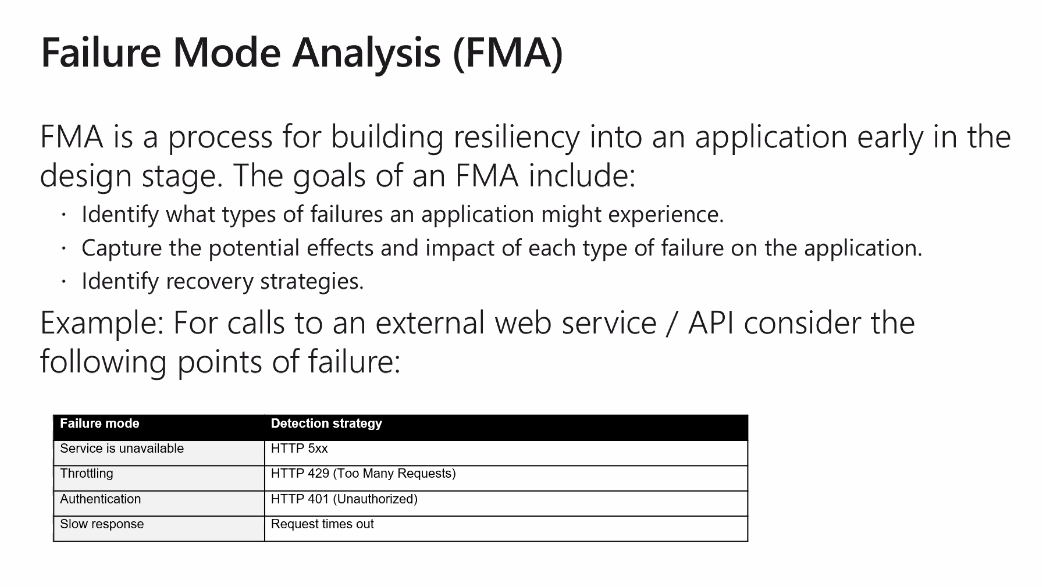 Failure Mode Analysis (FMA)
FMA is a process for building resiliency into an application early in the
design stage. The goals of an FMA include:
· Identify what types of failures an application might experience.
· Capture the potential effects and impact of each type of failure on the application.
· Identify recovery strategies.
Example: For calls to an external web service / API consider the
following points of failure:
Failure mode Detection strategy
Service is unavailable HTTP 5xx
Throttling HTTP 429 (Too Many Requests)
Authentication HTTP 401 (Unauthorized)
Slow response Request times out